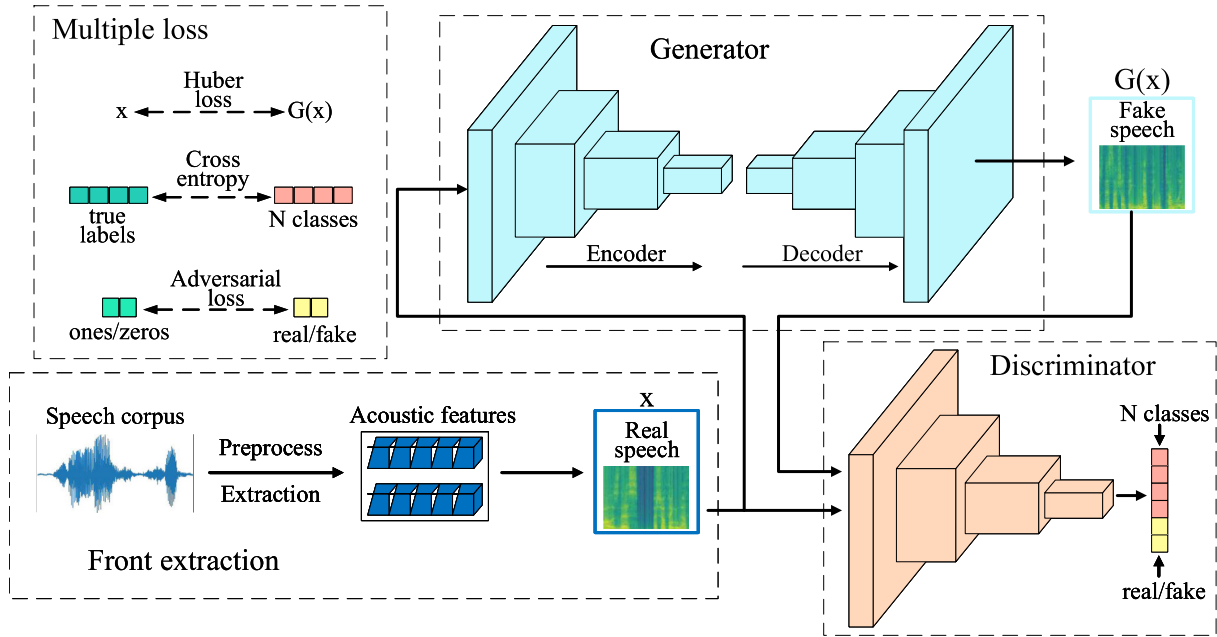 Multiple loss
Huber
loss
x
G(x)
Cross
entropy
true
labels
N classes
Adversarial
loss
ones/zeros
real/fake
Generator
Encoder
Decoder
G(x)
Fake
speech
Speech corpus
Preprocess
Extraction
Acoustic features
x
Real
speech
Front extraction
Discriminator
N classes
real/fake